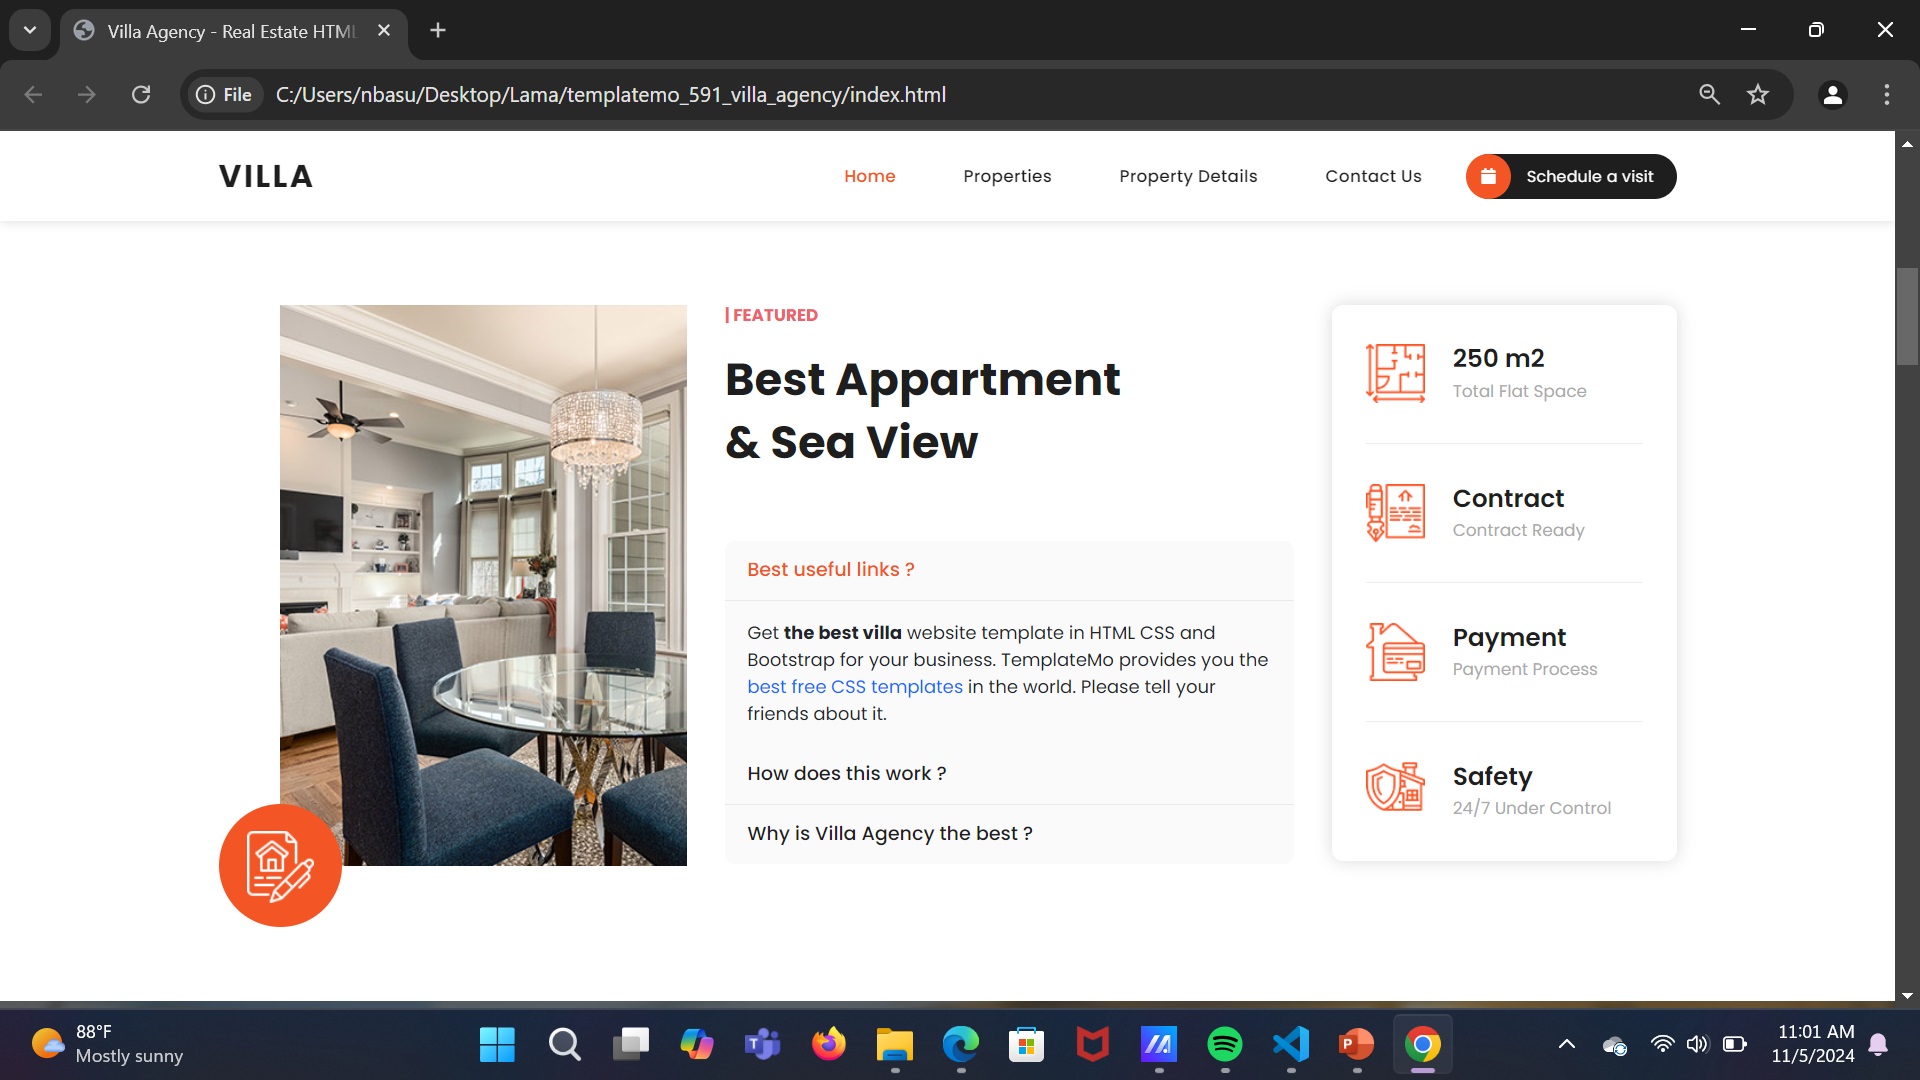 Villa Agency - Real Estate HTML
File
C:/Users/nbasu/Desktop/Lama/templatemo_591_villa_agency/index.html
VILLA
Home
Properties
Property Details
Contact Us
Schedule a visit
| FEATURED
Best Appartment
& Sea View
Best useful links ?
Get the best villa website template in HTML CSS and
Bootstrap for your business. TemplateMo provides you the
best free CSS templates in the world. Please tell your
friends about it.
How does this work ?
Why is Villa Agency the best ?
250 m2
Total Flat Space
Contract
Contract Ready
Payment
Payment Process
Safety
24/7 Under Control
88°F
Mostly sunny
11:01 AM
11/5/2024